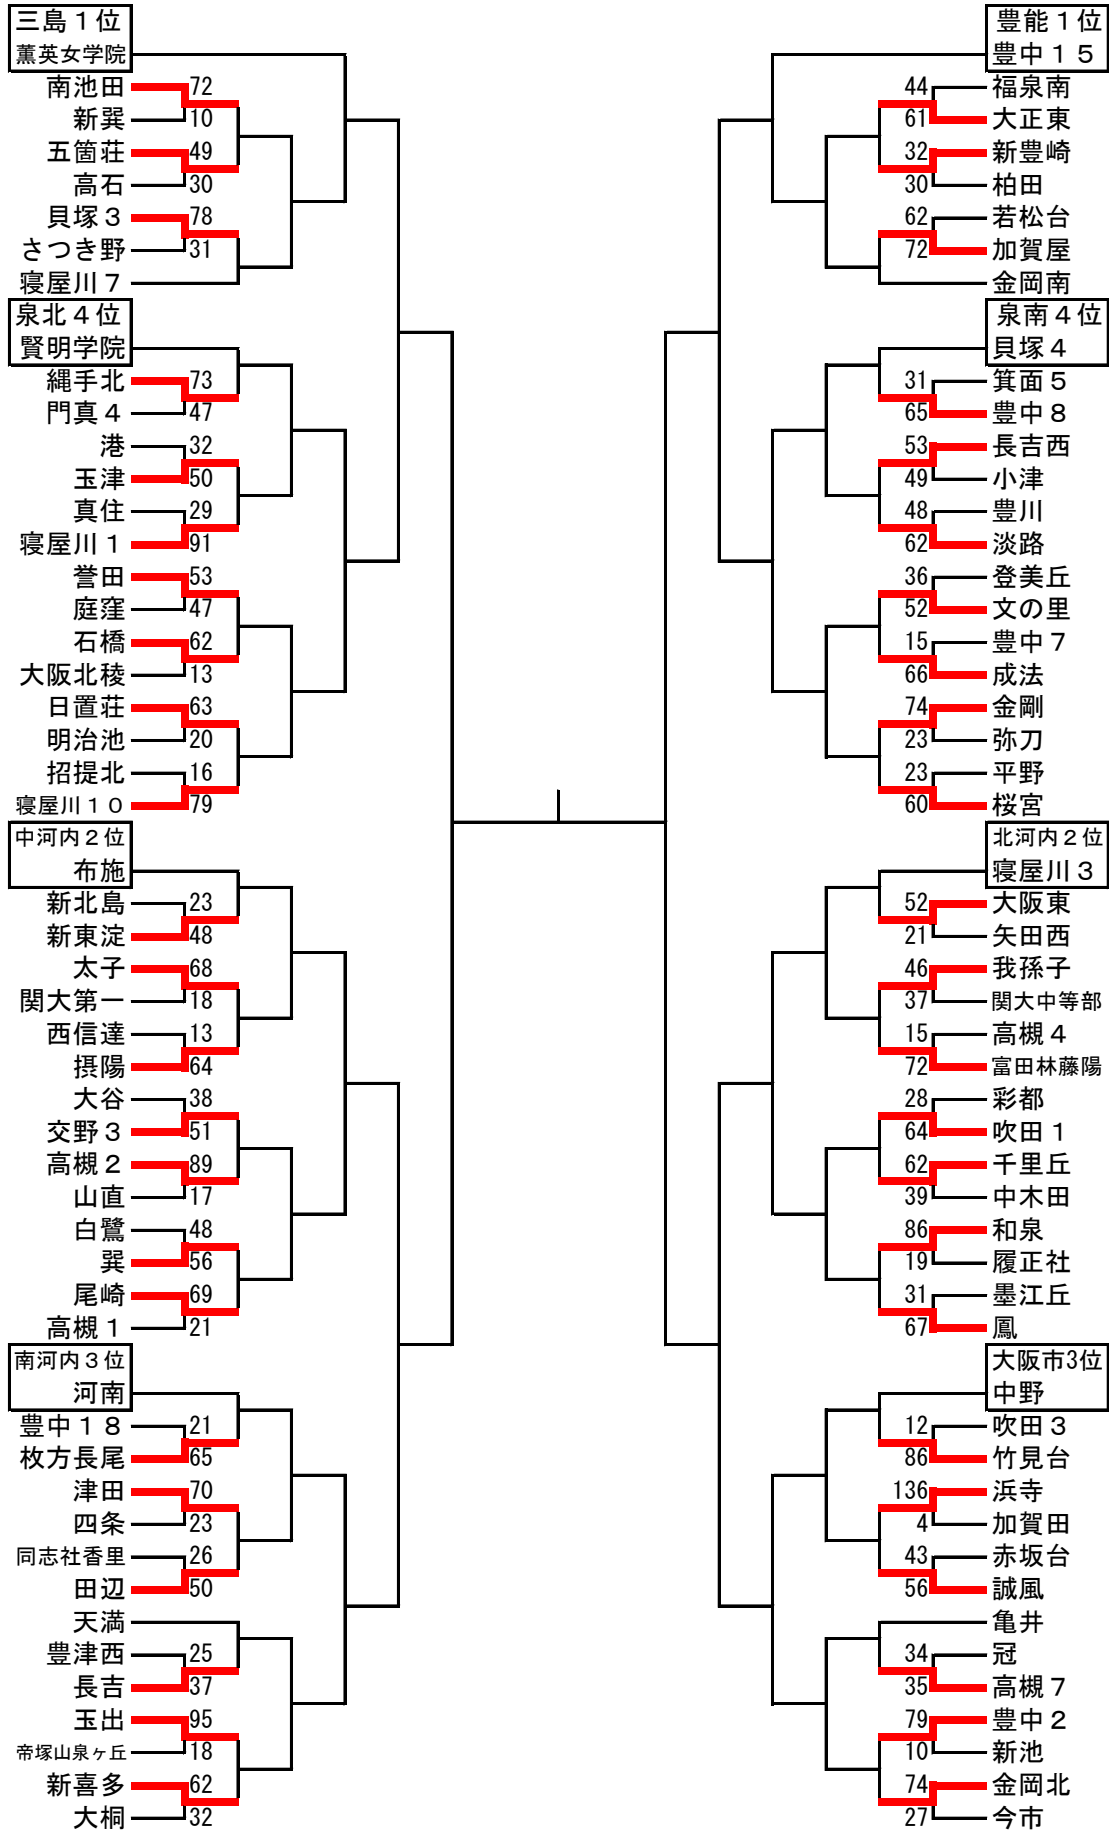 三島１位
薫英女学院
南池田 72
新巽 10
五箇荘 49
高石 30
貝塚３ 78
さつき野 31
寝屋川７
泉北４位
賢明学院
縄手北 73
門真４ 47
港 32
玉津 50
真住 29
寝屋川１ 91
誉田 53
庭窪 47
石橋 62
大阪北稜 13
日置荘 63
明治池 20
招提北 16
寝屋川１０ 79
中河内２位
布施
新北島 23
新東淀 48
太子 68
関大第一 18
西信達 13
摂陽 64
大谷 38
交野３ 51
高槻２ 89
山直 17
白鷺 48
巽 56
尾崎 69
高槻１ 21
南河内３位
河南
豊中１８ 21
枚方長尾 65
津田 70
四条 23
同志社香里 26
田辺 50
天満
豊津西 25
長吉 37
玉出 95
帝塚山泉ヶ丘 18
新喜多 62
大桐 32
豊能１位
豊中１５
44 福泉南
61 大正東
32 新豊崎
30 柏田
62 若松台
72 加賀屋
金岡南
泉南４位
貝塚４
31 箕面５
65 豊中８
53 長吉西
49 小津
48 豊川
62 淡路
36 登美丘
52 文の里
15 豊中７
66 成法
74 金剛
23 弥刀
23 平野
60 桜宮
北河内２位
寝屋川３
52 大阪東
21 矢田西
46 我孫子
37 関大中等部
15 高槻４
72 富田林藤陽
28 彩都
64 吹田１
62 千里丘
39 中木田
86 和泉
19 履正社
31 墨江丘
67 鳳
大阪市3位
中野
12 吹田３
86 竹見台
136 浜寺
4 加賀田
43 赤坂台
56 誠風
亀井
34 冠
35 高槻７
79 豊中２
10 新池
74 金岡北
27 今市